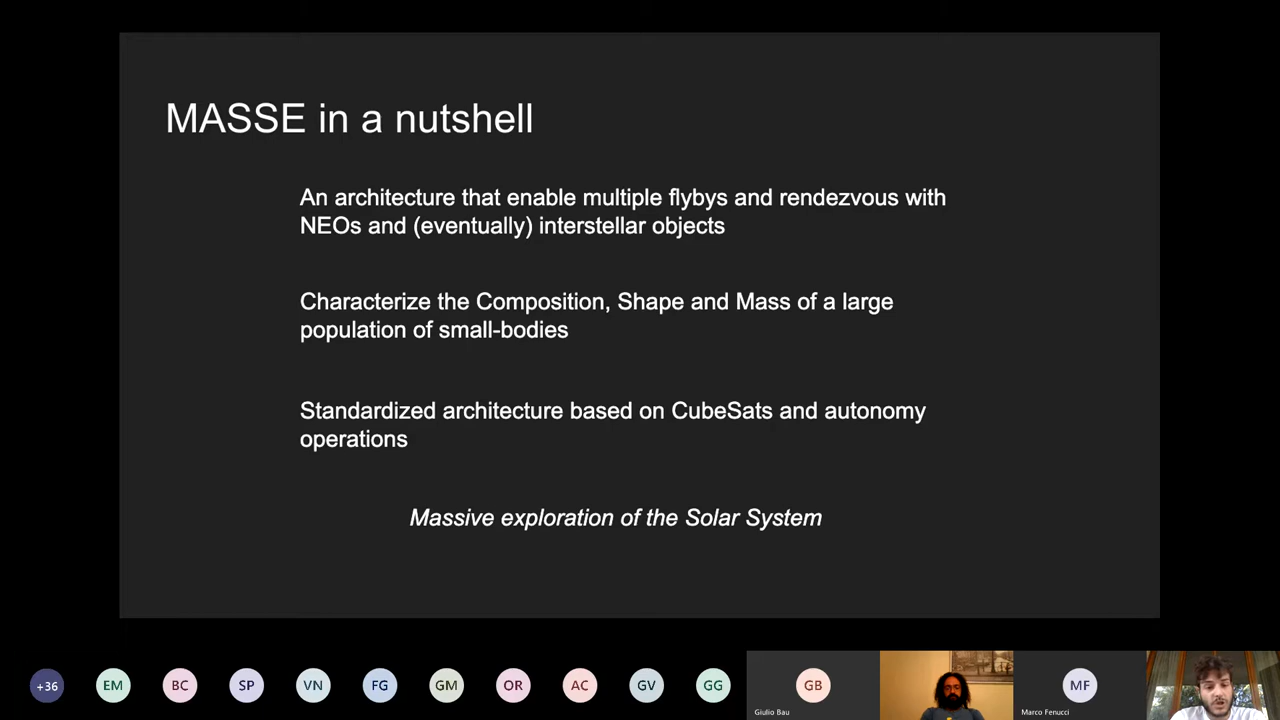 MASSE in a nutshell
An architecture that enable multiple flybys and rendezvous with
NEOs and (eventually) interstellar objects
Characterize the Composition, Shape and Mass of a large
population of small-bodies
Standardized architecture based on CubeSats and autonomy
operations
Massive exploration of the Solar System
+36 EM BC SP VN FG GM OR AC GV GG GB MF
Giulio Bau Marco Fenucci